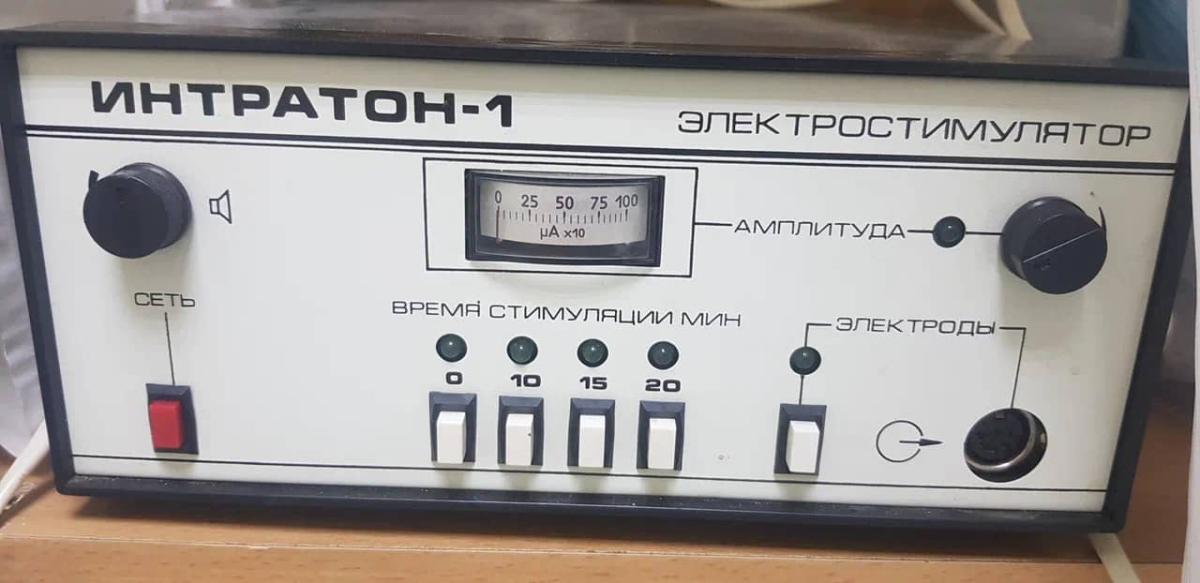 ИНТРАТОН-1
ЭЛЕКТРОСТИМУЛЯТОР
0 25 50 75 100
µA x10
АМПЛИТУДА
СЕТЬ
ВРЕМЯ СТИМУЛЯЦИИ МИН
0 10 15 20
ЭЛЕКТРОДЫ